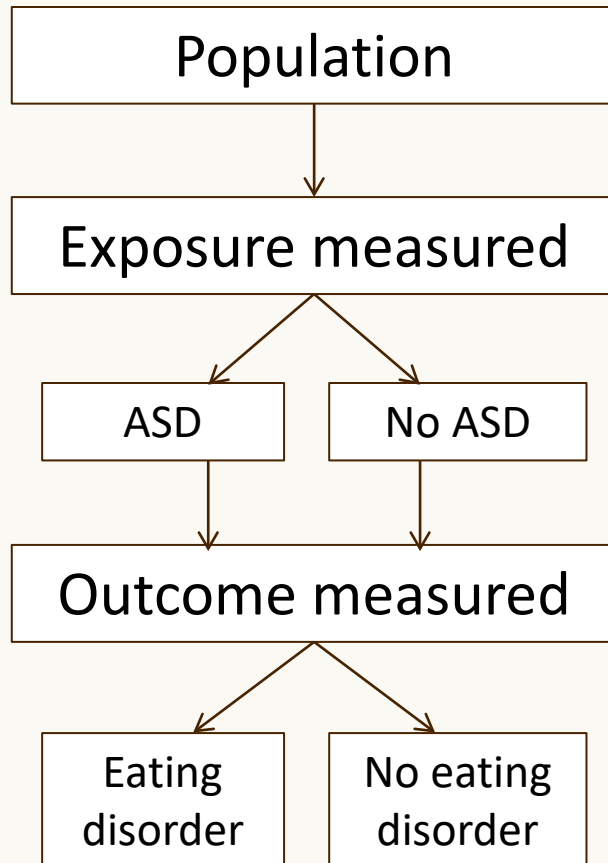 Population
Exposure measured
ASD
No ASD
Outcome measured
Eating
disorder
No eating
disorder